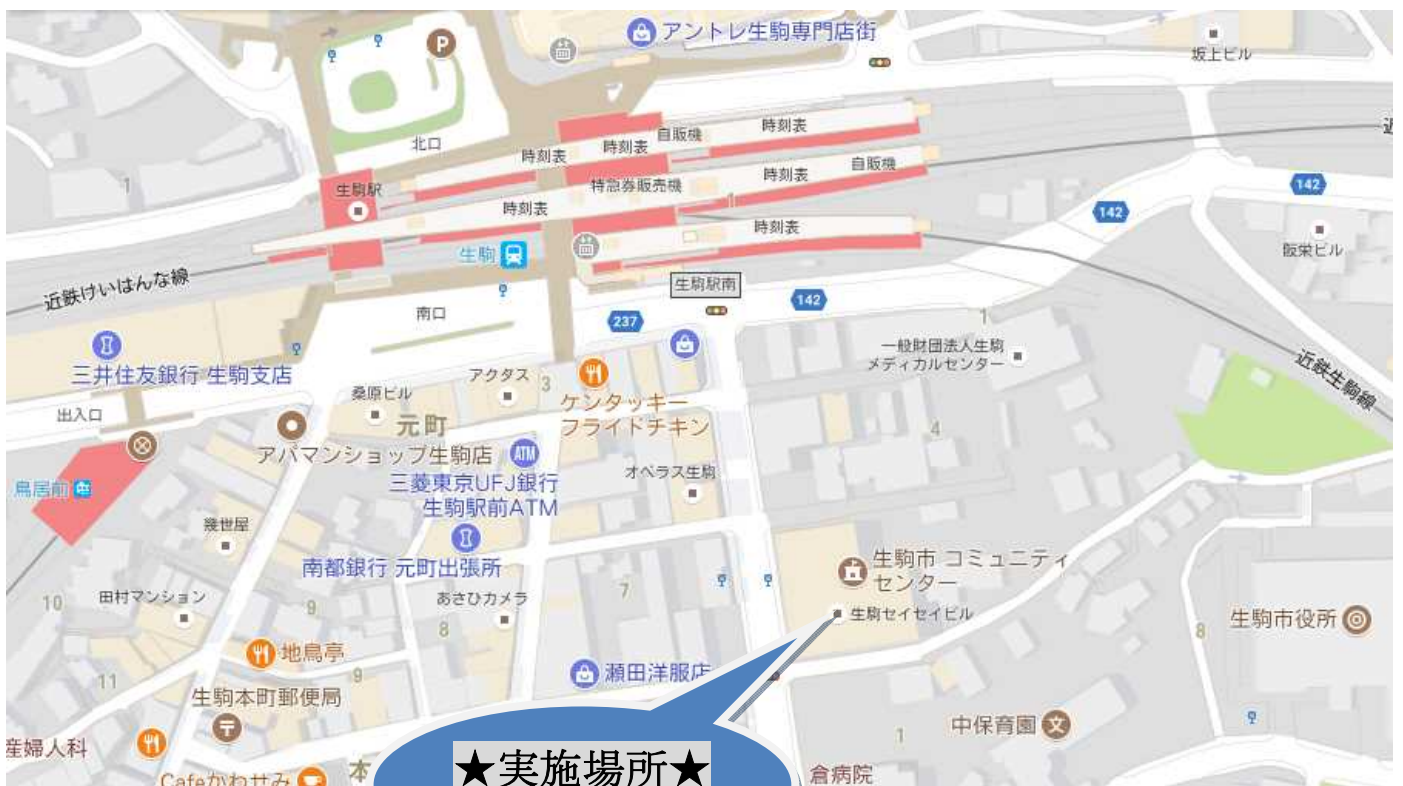 アントレ生駒専門店街
坂上ビル
P
北口
時刻表
時刻表
自販機
時刻表
近
生駒駅
特急券販売機
時刻表
自販機
時刻表
1
1
142
142
時刻表
阪栄ビル
生駒
近鉄けいはんな線
生駒駅南
南口
142
237
1
三井住友銀行 生駒支店
一般財団法人生駒
メディカルセンター
近鉄生駒線
アクタス
3
桑原ビル
ケンタッキー
フライドチキン
出入口
元町
4
アパマンショップ生駒店
ATM
三菱東京UFJ銀行
生駒駅前ATM
オベラス生駒
鳥居前
幾世屋
南都銀行 元町出張所
生駒市 コミュニティ
センター
10
田村マンション
9
あさひカメラ
7
生駒セイセイビル
8
8
生駒市役所
地鳥亭
9
瀬田洋服店
11
生駒本町郵便局
中保育園
文
1
産婦人科
Cafeかわせみ
本
★実施場所★
倉病院